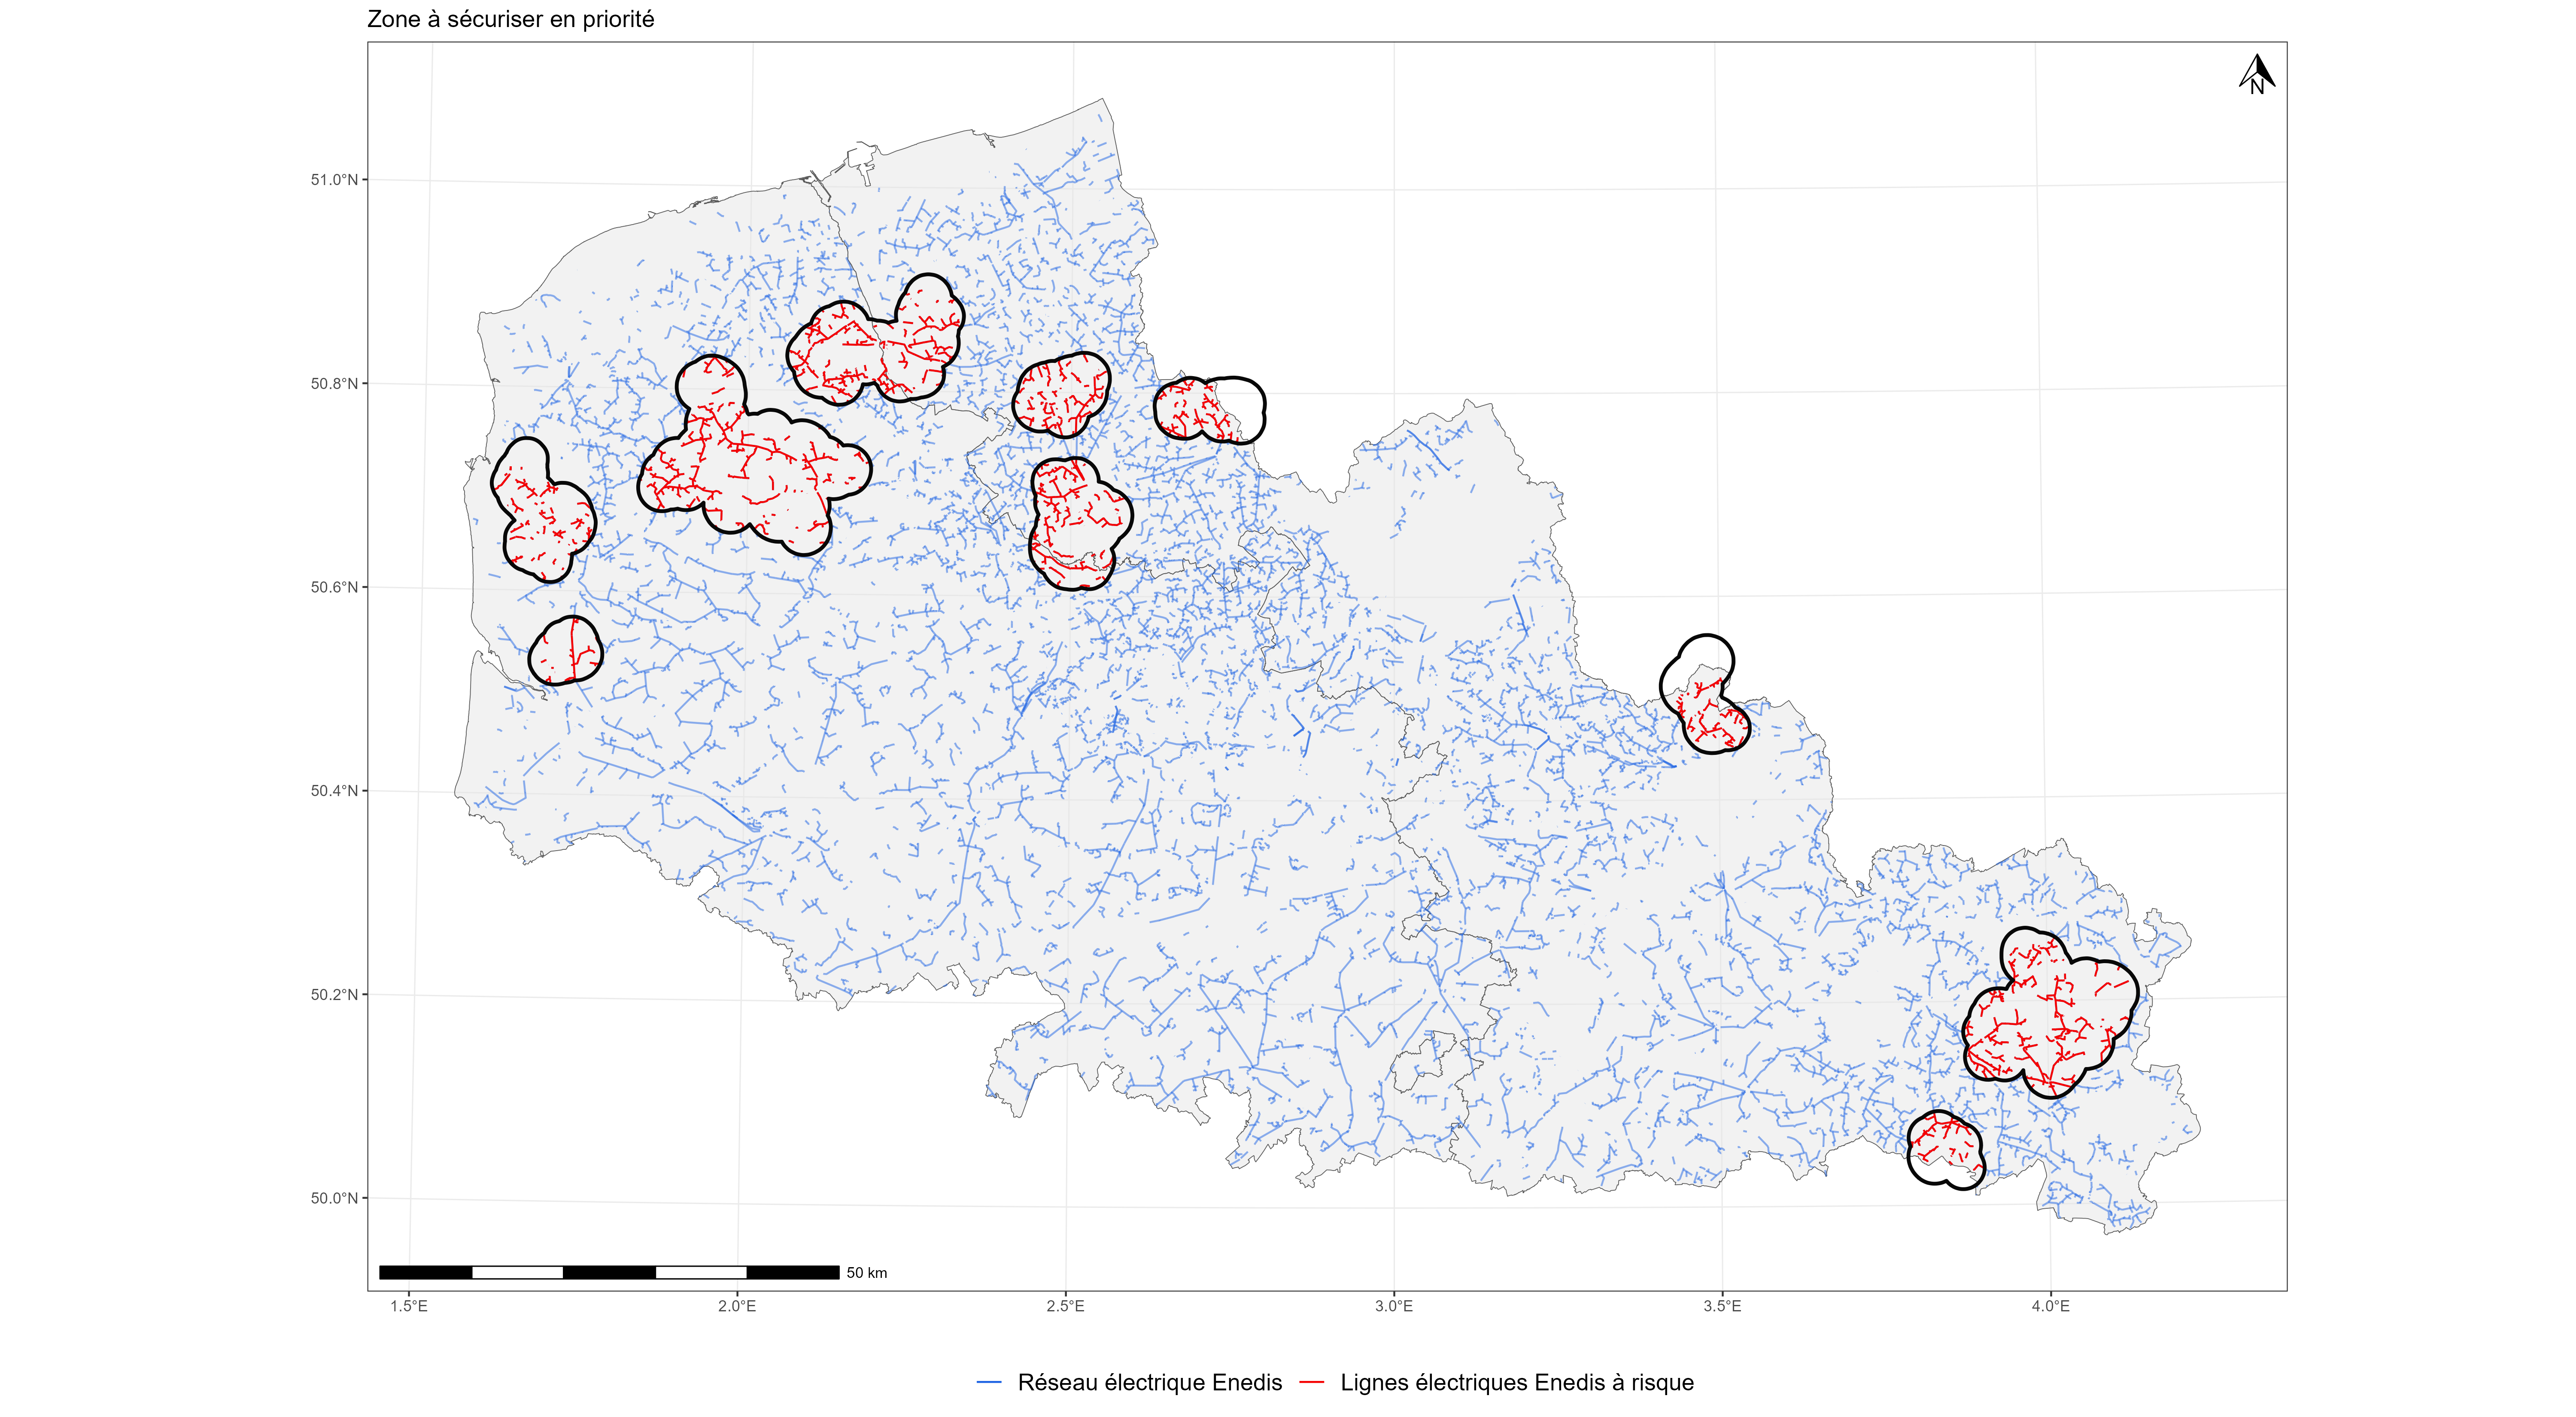 Zone à sécuriser en priorité
N
51.0°N
50.8°N
50.6°N
50.4°N
50.2°N
50.0°N
50 km
1.5°E
2.0°E
2.5°E
3.0°E
3.5°E
4.0°E
Réseau électrique Enedis
Lignes électriques Enedis à risque